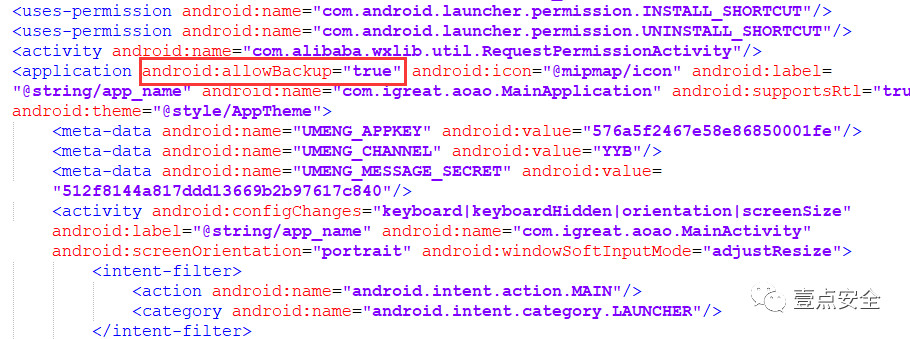 <uses-permission android:name="com.android.launcher.permission.INSTALL_SHORTCUT"/>
<uses-permission android:name="com.android.launcher.permission.UNINSTALL_SHORTCUT"/>
<activity android:name="com.alibaba.wxlib.util.RequestPermissionActivity"/>
<application android:allowBackup="true" android:icon="@mipmap/icon" android:label=
"@string/app_name" android:name="com.igreat.aoao.MainApplication" android:supportsRtl="tru
android:theme="@style/AppTheme">
<meta-data android:name="UMENG_APPKEY" android:value="576a5f2467e58e86850001fe"/>
<meta-data android:name="UMENG_CHANNEL" android:value="YYB"/>
<meta-data android:name="UMENG_MESSAGE_SECRET" android:value=
"512f8144a817ddd13669b2b97617c840"/>
<activity android:configChanges="keyboard|keyboardHidden|orientation|screenSize"
android:label="@string/app_name" android:name="com.igreat.aoao.MainActivity"
android:screenOrientation="portrait" android:windowSoftInputMode="adjustResize">
<intent-filter>
<action android:name="android.intent.action.MAIN"/>
<category android:name="android.intent.category.LAUNCHER"/>
</intent-filter>
壹点安全